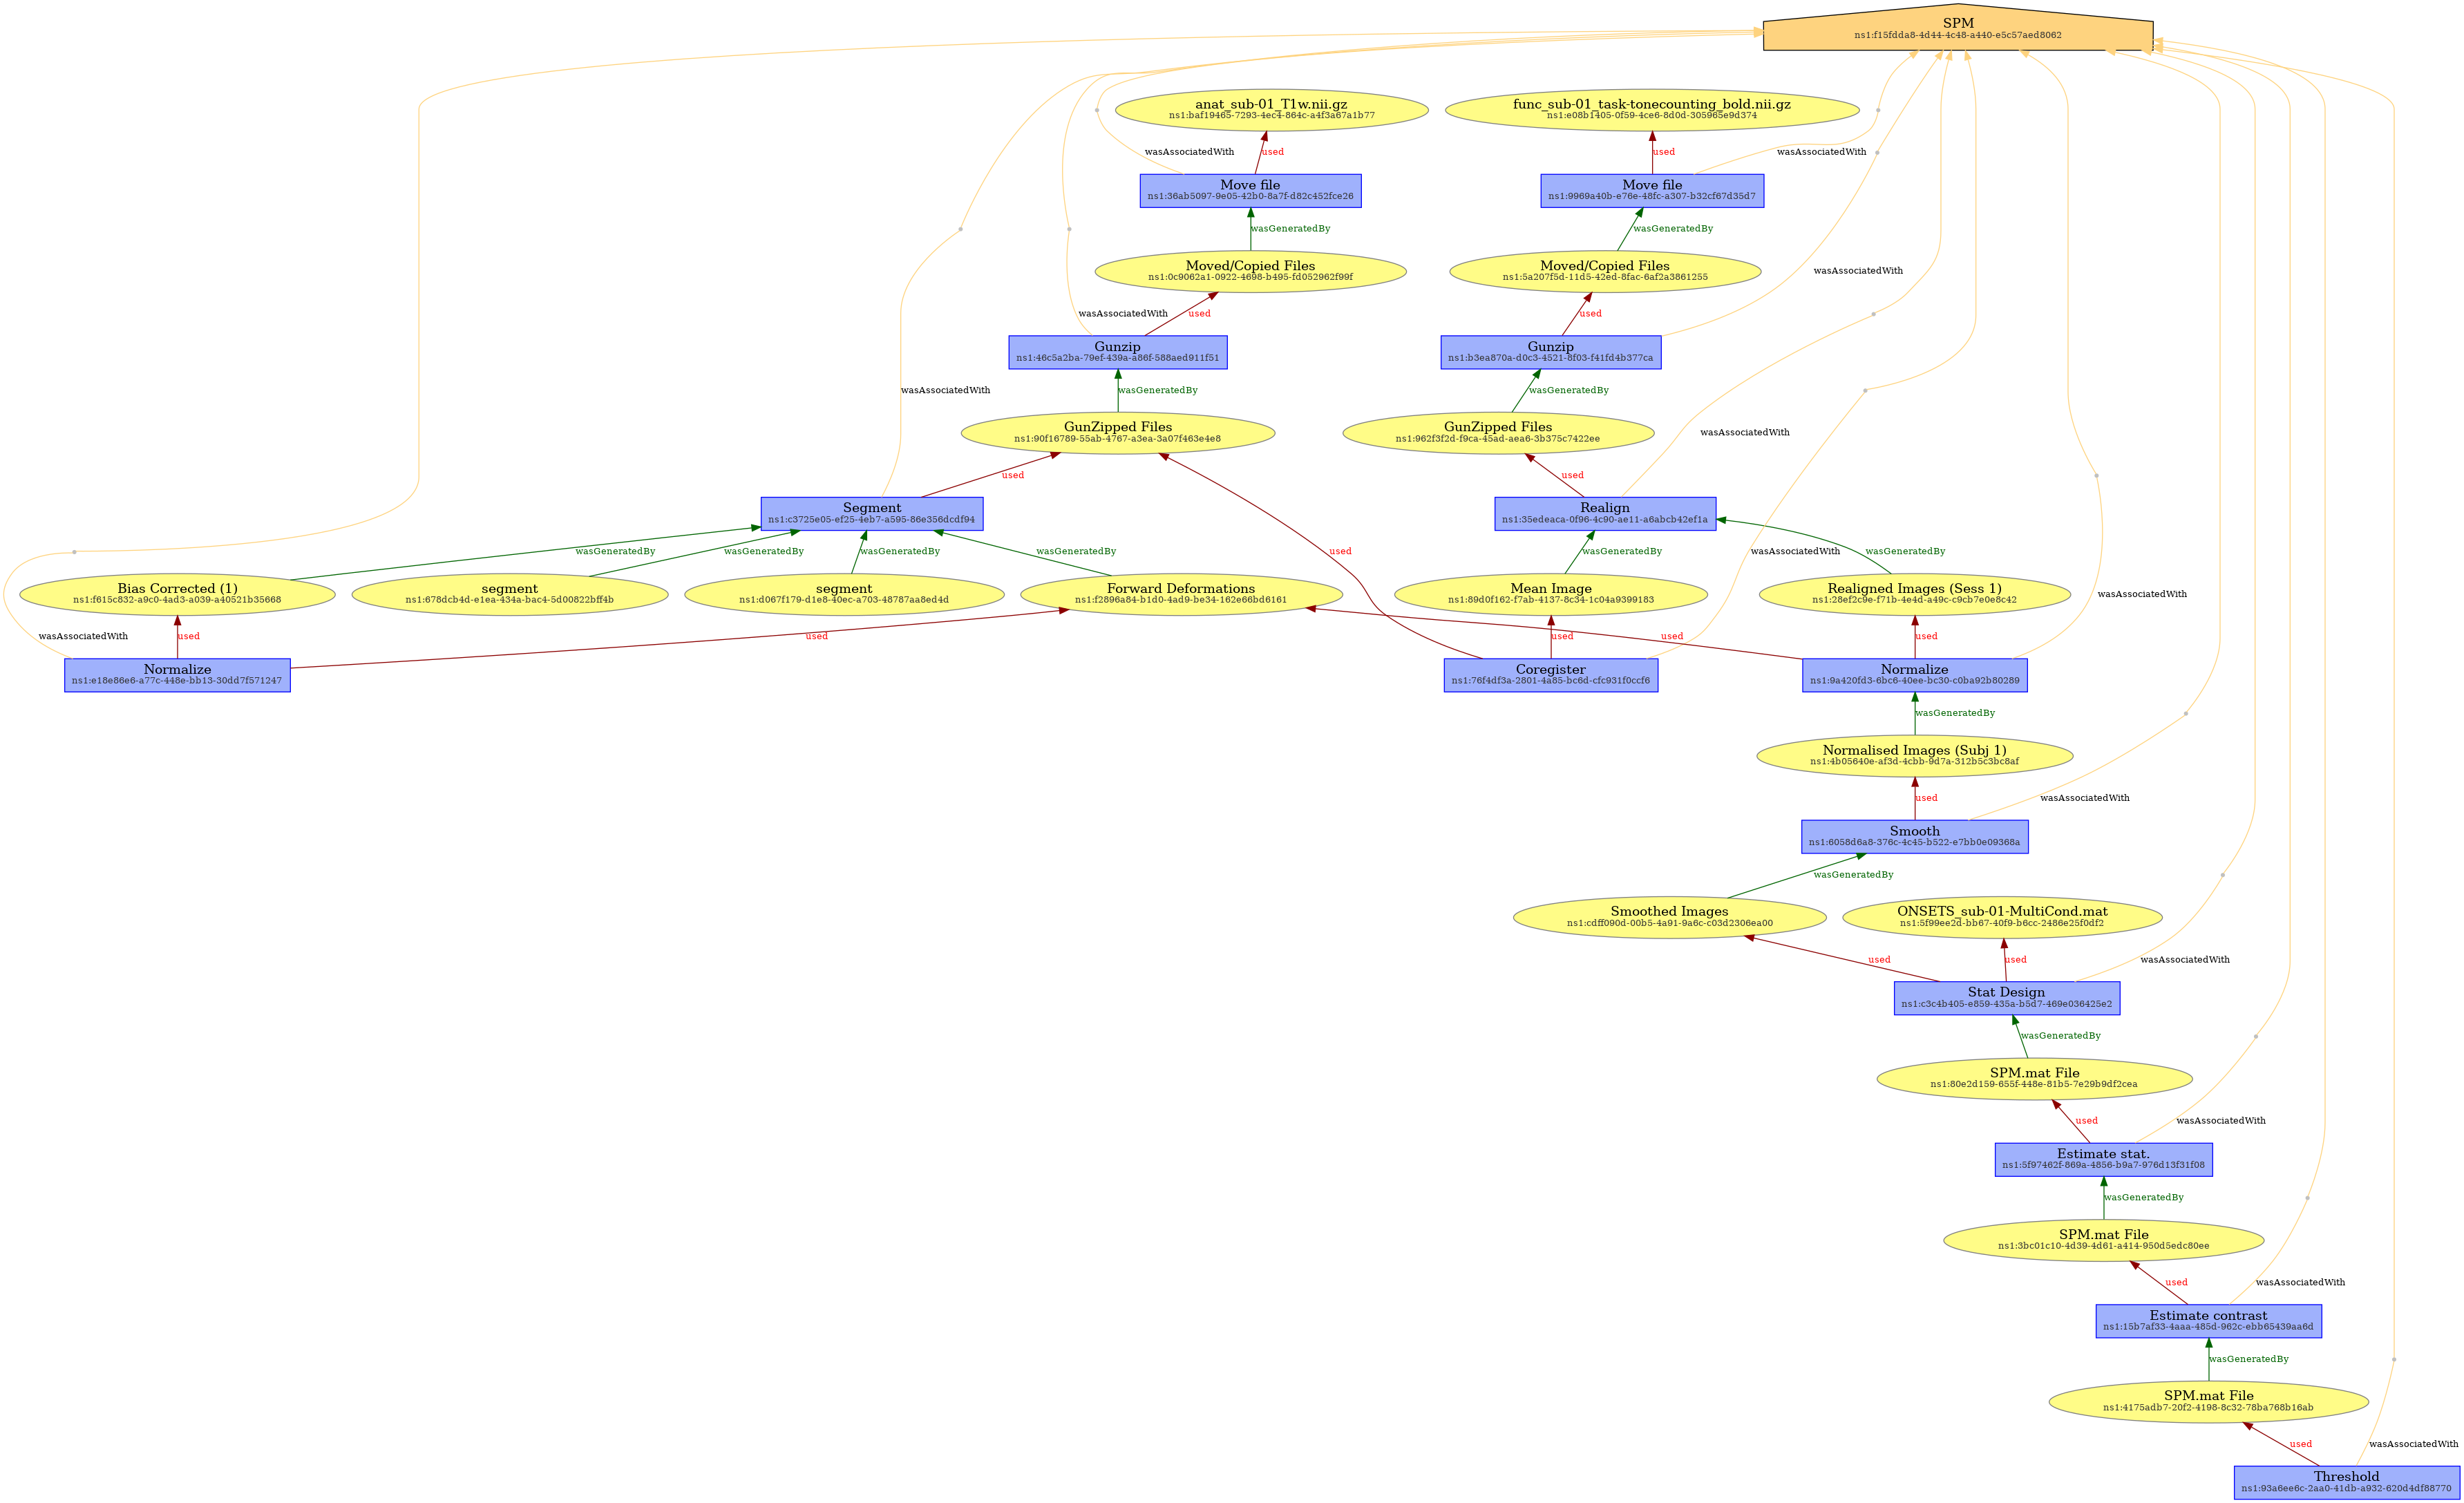 SPM
ns1:f15fdda8-4d44-4c48-a440-e5c57aed8062
anat_sub-01_T1w.nii.gz
ns1:baf19465-7293-4ec4-864c-a4f3a67a1b77
func_sub-01_task-tonecounting_bold.nii.gz
ns1:e08b1405-0f59-4ce6-8d0d-305965e9d374
wasAssociatedWith
used
used
wasAssociatedWith
Move file
ns1:36ab5097-9e05-42b0-8a7f-d82c452fce26
Move file
ns1:9969a40b-e76e-48fc-a307-b32cf67d35d7
wasGeneratedBy
wasGeneratedBy
Moved/Copied Files
ns1:0c9062a1-0922-4698-b495-fd052962f99f
Moved/Copied Files
ns1:5a207f5d-11d5-42ed-8fac-6af2a3861255
wasAssociatedWith
wasAssociatedWith
used
used
Gunzip
ns1:46c5a2ba-79ef-439a-a86f-588aed911f51
Gunzip
ns1:b3ea870a-d0c3-4521-8f03-f41fd4b377ca
wasAssociatedWith
wasGeneratedBy
wasGeneratedBy
GunZipped Files
ns1:90f16789-55ab-4767-a3ea-3a07f463e4e8
GunZipped Files
ns1:962f3f2d-f9ca-45ad-aea6-3b375c7422ee
wasAssociatedWith
used
used
Segment
ns1:c3725e05-ef25-4eb7-a595-86e356dcdf94
Realign
ns1:35edeaca-0f96-4c90-ae11-a6abcb42ef1a
wasGeneratedBy
wasGeneratedBy
wasGeneratedBy
wasGeneratedBy
used
wasGeneratedBy
wasAssociatedWith
wasGeneratedBy
Bias Corrected (1)
ns1:f615c832-a9c0-4ad3-a039-a40521b35668
segment
ns1:678dcb4d-e1ea-434a-bac4-5d00822bff4b
segment
ns1:d067f179-d1e8-40ec-a703-48787aa8ed4d
Forward Deformations
ns1:f2896a84-b1d0-4ad9-be34-162e66bd6161
Mean Image
ns1:89d0f162-f7ab-4137-8c34-1c04a9399183
Realigned Images (Sess 1)
ns1:28ef2c9e-f71b-4e4d-a49c-c9cb7e0e8c42
wasAssociatedWith
wasAssociatedWith
used
used
used
used
used
Normalize
ns1:e18e86e6-a77c-448e-bb13-30dd7f571247
Coregister
ns1:76f4df3a-2801-4a85-bc6d-cfc931f0ccf6
Normalize
ns1:9a420fd3-6bc6-40ee-bc30-c0ba92b80289
wasGeneratedBy
Normalised Images (Subj 1)
ns1:4b05640e-af3d-4cbb-9d7a-312b5c3bc8af
used
wasAssociatedWith
Smooth
ns1:6058d6a8-376c-4c45-b522-e7bb0e09368a
wasGeneratedBy
Smoothed Images
ns1:cdff090d-00b5-4a91-9a6c-c03d2306ea00
ONSETS_sub-01-MultiCond.mat
ns1:5f99ee2d-bb67-40f9-b6cc-2486e25f0df2
used
used
wasAssociatedWith
Stat Design
ns1:c3c4b405-e859-435a-b5d7-469e036425e2
wasGeneratedBy
SPM.mat File
ns1:80e2d159-655f-448e-81b5-7e29b9df2cea
used
wasAssociatedWith
Estimate stat.
ns1:5f97462f-869a-4856-b9a7-976d13f31f08
wasGeneratedBy
SPM.mat File
ns1:3bc01c10-4d39-4d61-a414-950d5edc80ee
used
wasAssociatedWith
Estimate contrast
ns1:15b7af33-4aaa-485d-962c-ebb65439aa6d
wasGeneratedBy
SPM.mat File
ns1:4175adb7-20f2-4198-8c32-78ba768b16ab
used
wasAssociatedWith
Threshold
ns1:93a6ee6c-2aa0-41db-a932-620d4df88770